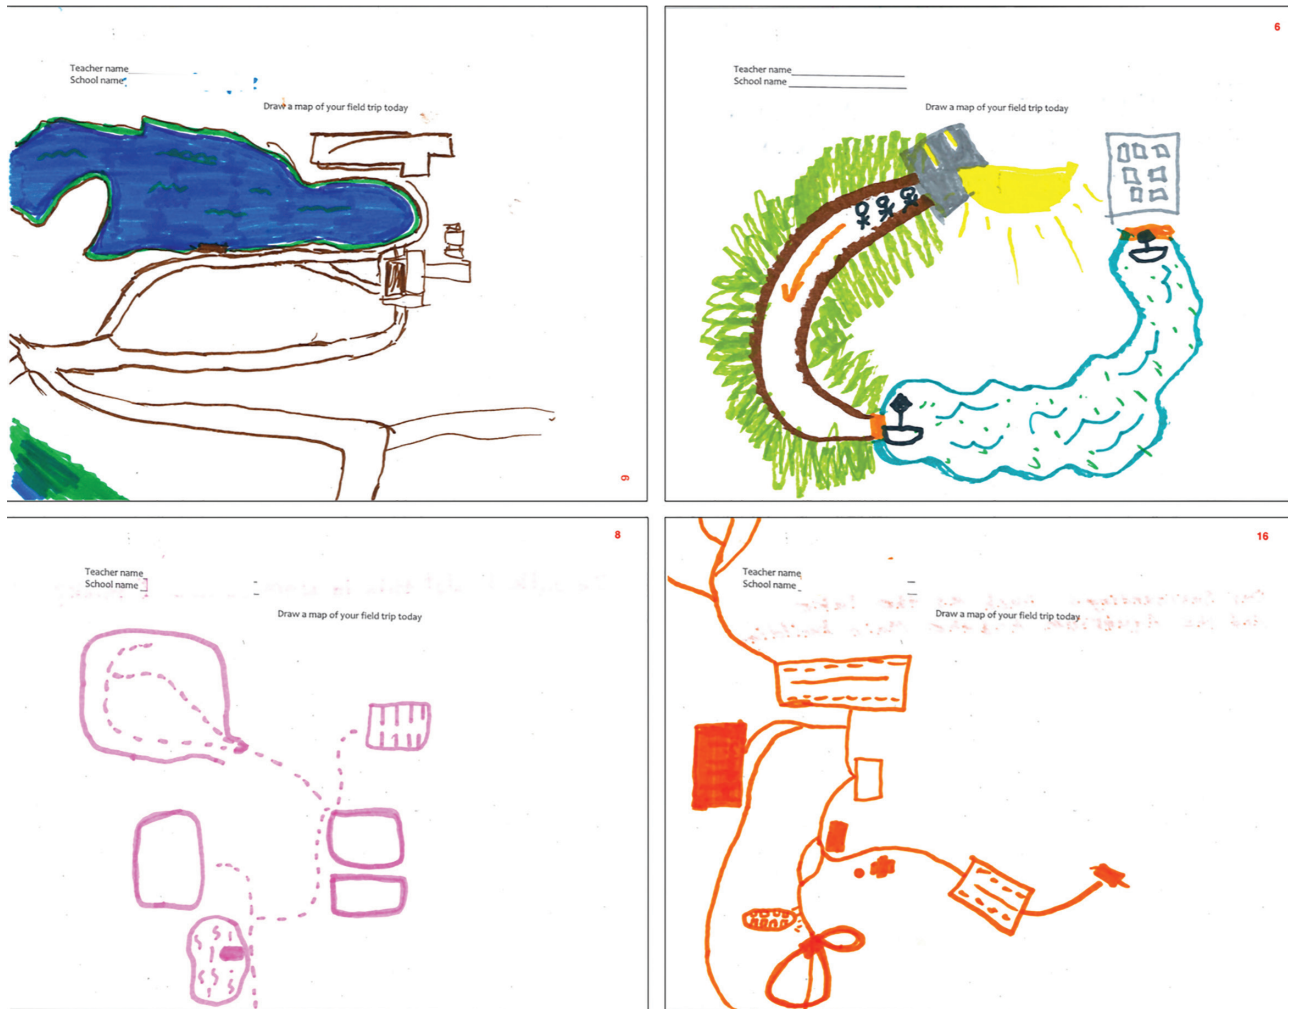 Teacher name
School name
Draw a map of your field trip today
9
6
Teacher name
School name
Draw a map of your field trip today
8
Teacher name
School name
Draw a map of your field trip today
16
Teacher name
School name
Draw a map of your field trip today